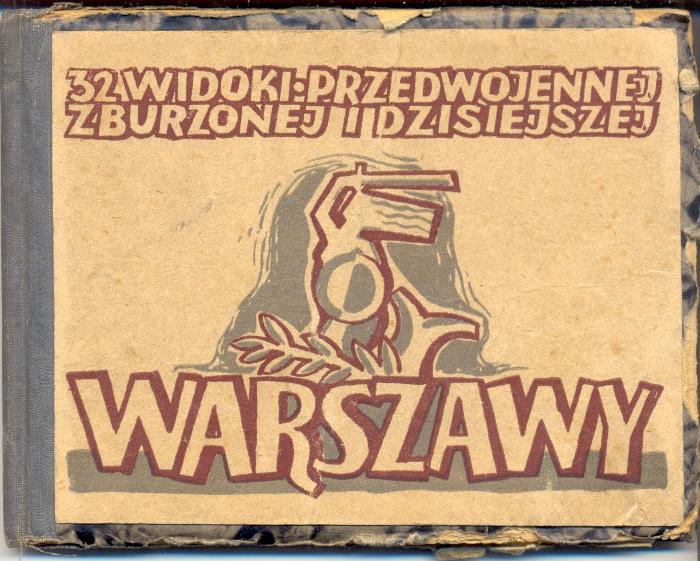 32 WIDOKI: PRZEDWOJENNEJ,
ZBURZONEJ I DZISIEJSZEJ
WARSZAWY